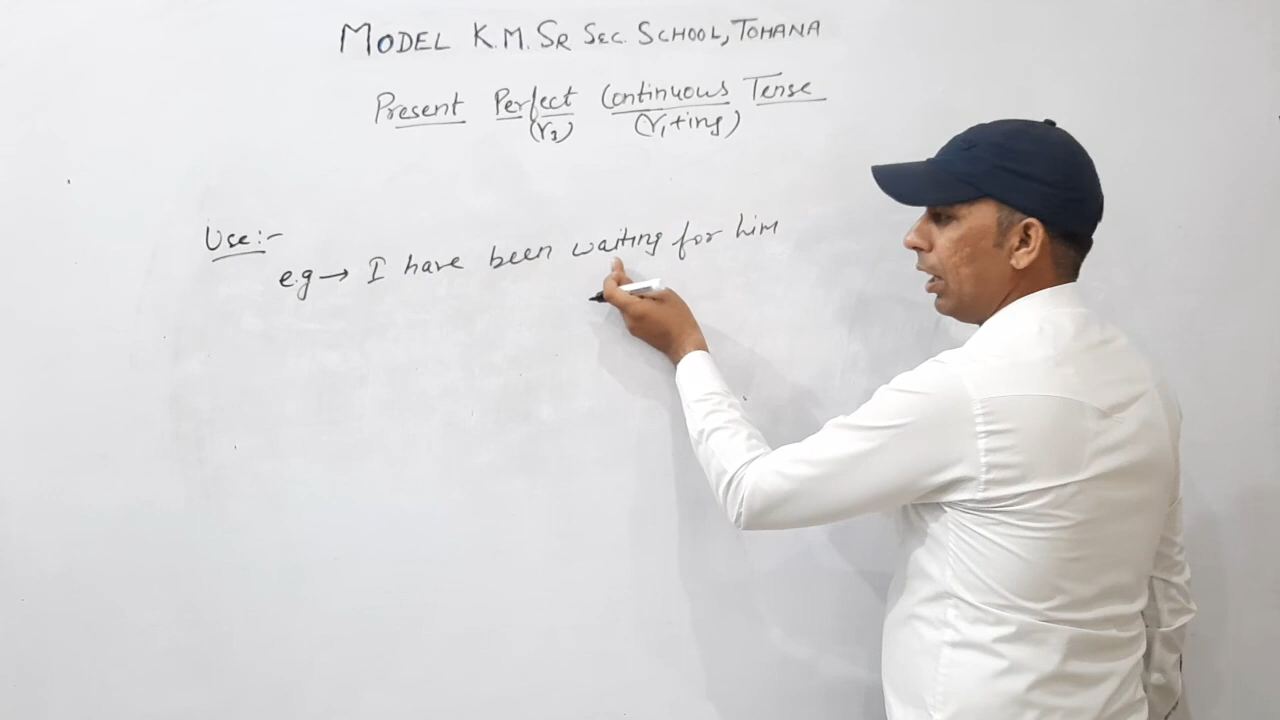 MODEL K.M. SR SEC. SCHOOL, TOHANA
Present Perfect Continuous Tense
(V3) (V1+ing)
Use:-
e.g → I have been waiting for him